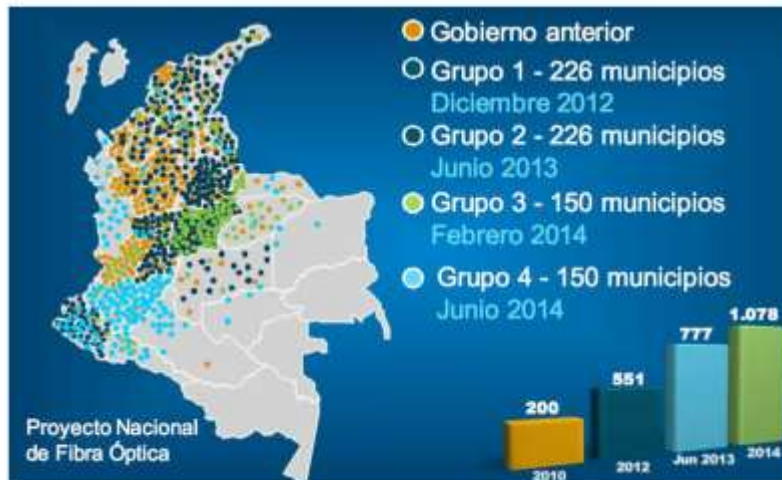 Gobierno anterior
Grupo 1 - 226 municipios
Diciembre 2012
Grupo 2 - 226 municipios
Junio 2013
Grupo 3 - 150 municipios
Febrero 2014
Grupo 4 - 150 municipios
Junio 2014
200
551
777
1.078
2010
2012
Jun 2013
2014
Proyecto Nacional
de Fibra Óptica